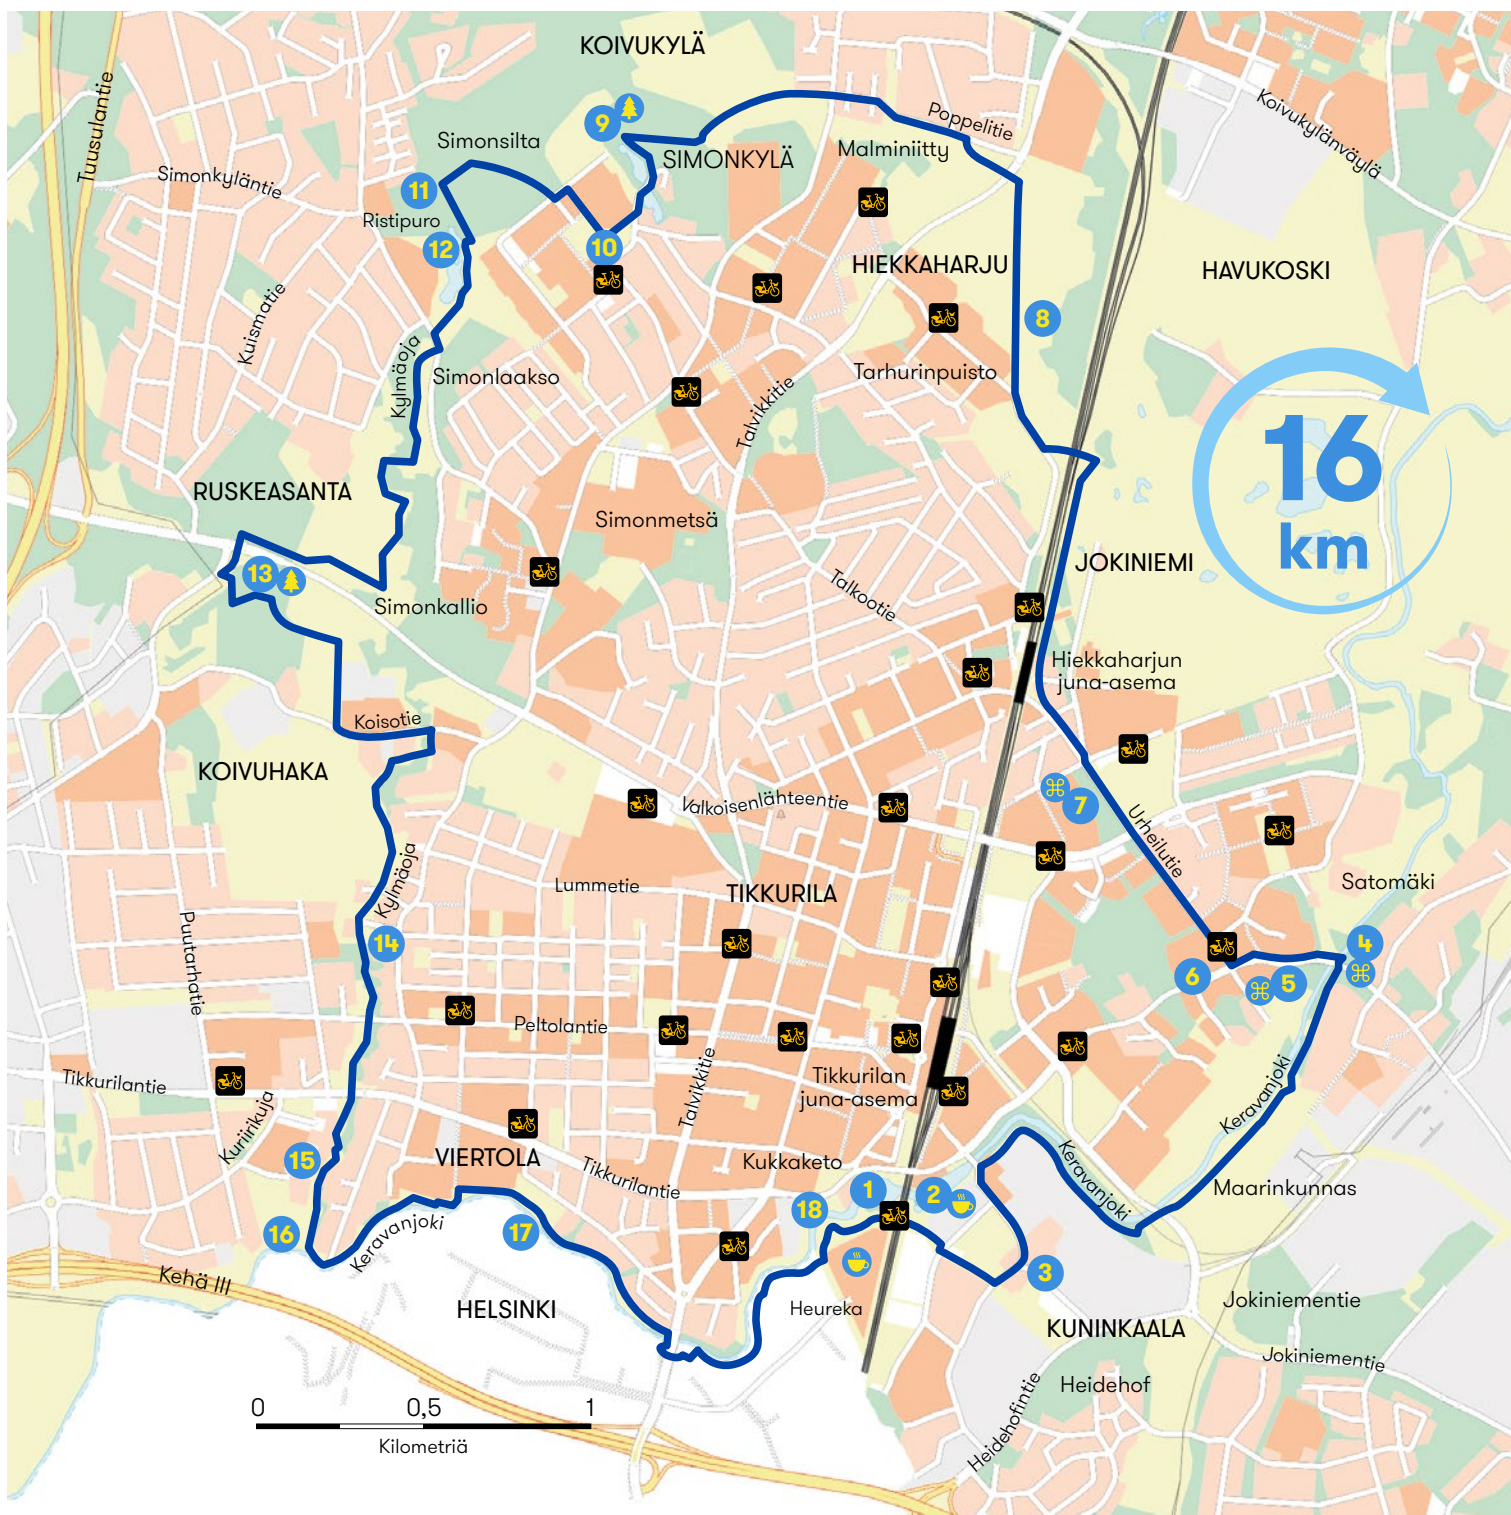 KOIVUKYLÄ
Tuusulantie
9
Simonsilta
Poppelitie
Koivukylänväylä
SIMONKYLÄ
Malminiitty
Simonkyläntie
11
Ristipuro
12
10
HIEKKAHARJU
HAVUKOSKI
Kuismatie
8
Kylmäoja
Simonlaakso
Talvikkitie
Tarhurinpuisto
16
km
RUSKEASANTA
Simonmetsä
13
Simonkallio
Talkootie
JOKINIEMI
Hiekkaharjun
juna-asema
Koisotie
KOIVUHAKA
Valkoisenlähteentie
7
Urheilutie
Kylmäoja
Lummetie
TIKKURILA
Satomäki
Puutarhatie
14
4
6
5
Peltolantie
Tikkurilantie
Talvikkitie
Tikkurilan
juna-asema
Keravanjoki
Kuriirikuja
15
VIERTOLA
Tikkurilantie
Kukkaketo
Keravanjoki
Maarinkunnas
1
2
18
16
Keravanjoki
17
3
Kehä III
HELSINKI
Heureka
Jokiniementie
KUNINKAALA
Jokiniementie
Heidehof
Heidehofintie
0 0,5 1
Kilometriä